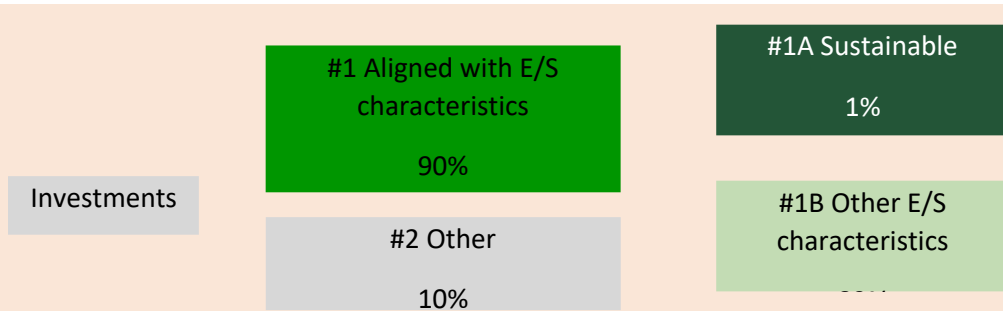 #1A Sustainable
1%
#1 Aligned with E/S
characteristics
90%
Investments
#1B Other E/S
characteristics
#2 Other
10%